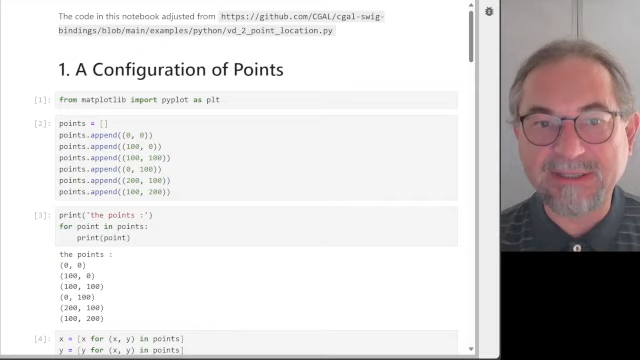 The code in this notebook adjusted from https://github.com/CGAL/cgal-swig-
bindings/blob/main/examples/python/vd_2_point_location.py
1. A Configuration of Points
[1]: from matplotlib import pyplot as plt
[2]: points = []
points.append((0, 0))
points.append((100, 0))
points.append((100, 100))
points.append((0, 100))
points.append((200, 100))
points.append((100, 200))
[3]: print('the points :')
for point in points:
    print(point)
the points :
(0, 0)
(100, 0)
(100, 100)
(0, 100)
(200, 100)
(100, 200)
[4]: x = [x for (x, y) in points]
y = [y for (x, y) in points]